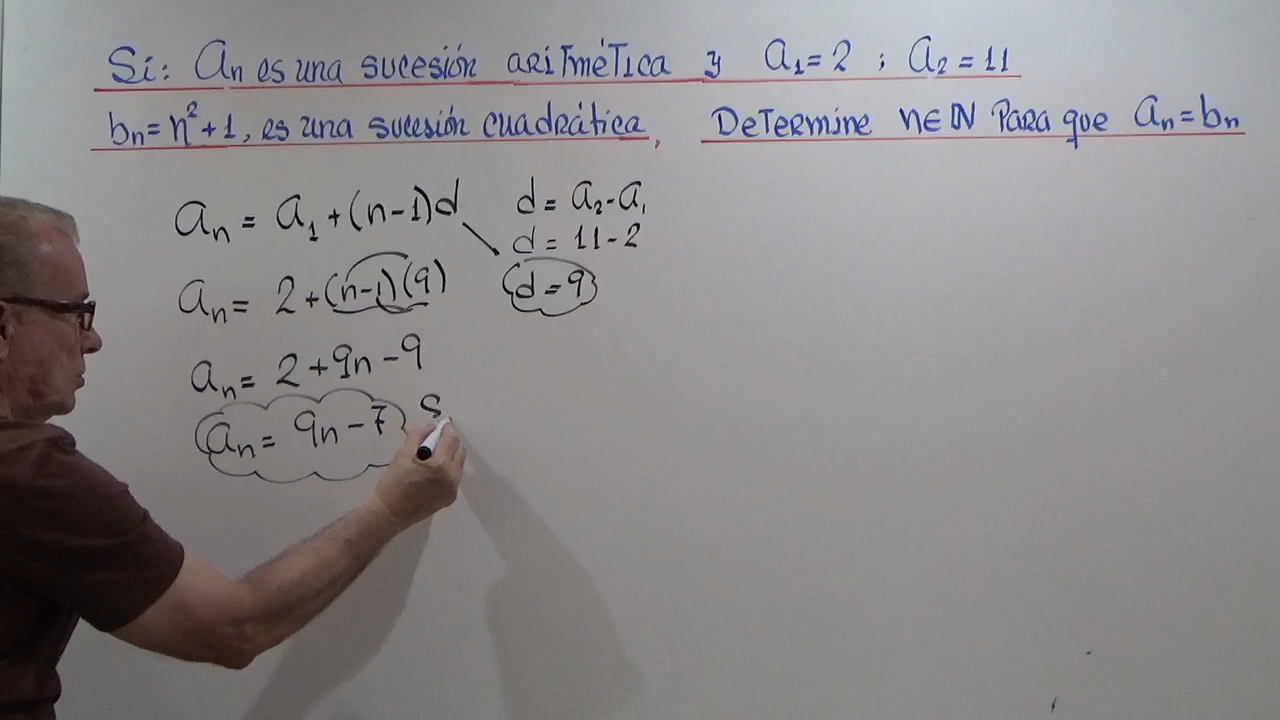 Si: an es una sucesión aritmética y a1 = 2 ; a2 = 11
bn = n² + 1, es una sucesión cuadrática, Determine n∈ℕ Para que an = bn
an = a1 + (n-1)d
d = a2 - a1
d = 11 - 2
d = 9
an = 2 + (n-1)(9)
an = 2 + 9n - 9
an = 9n - 7 S